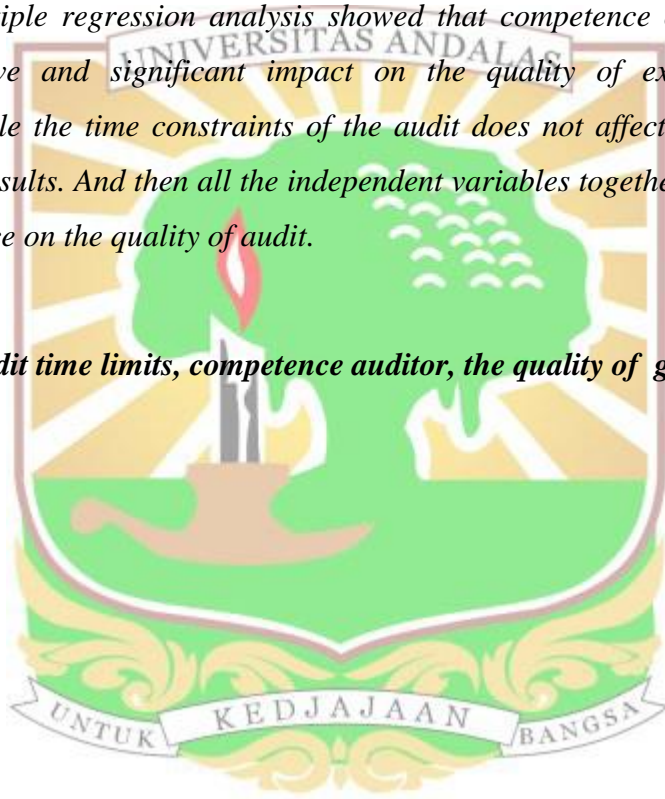 iple regression analysis showed that competence
UNIVERSITAS ANDALAS
ve and significant impact on the quality of ex
le the time constraints of the audit does not affect
sults. And then all the independent variables togethe
e on the quality of audit.
dit time limits, competence auditor, the quality of g
UNTUK KEDJAJAAN BANGSA